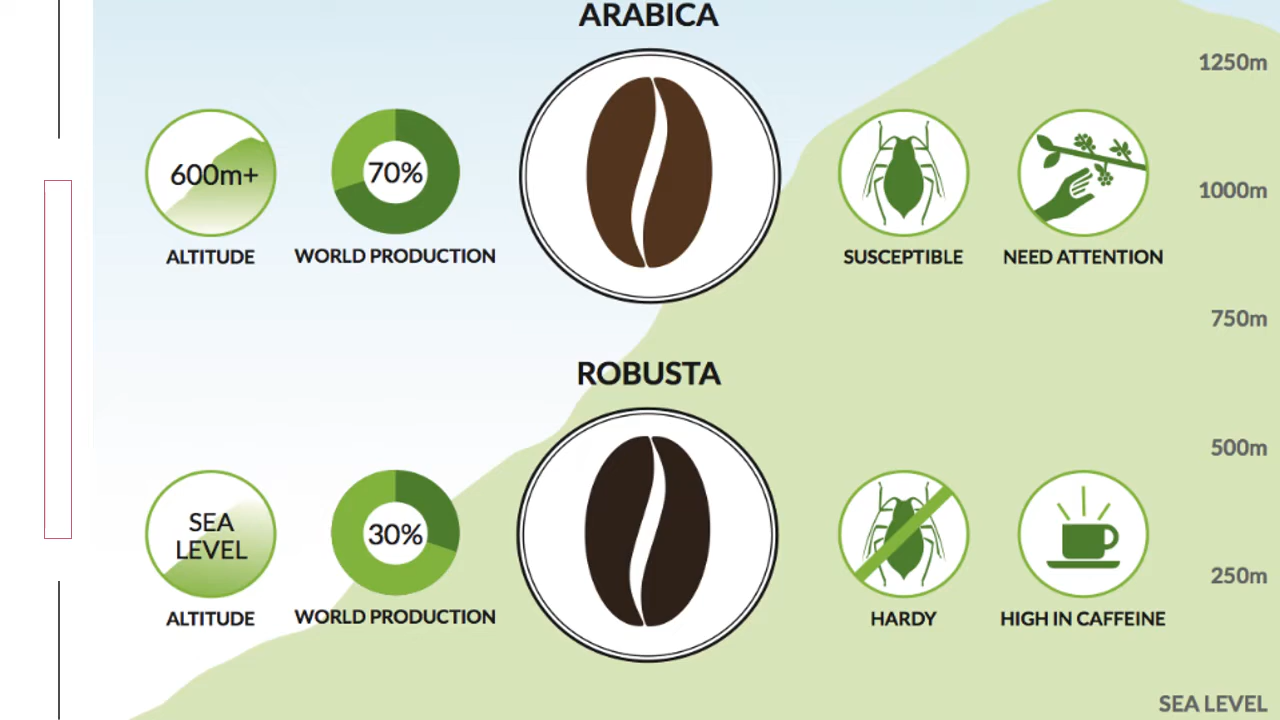 ARABICA
1250m
600m+
70%
1000m
ALTITUDE
WORLD PRODUCTION
SUSCEPTIBLE
NEED ATTENTION
750m
ROBUSTA
500m
SEA
LEVEL
30%
250m
ALTITUDE
WORLD PRODUCTION
HARDY
HIGH IN CAFFEINE
SEA LEVEL